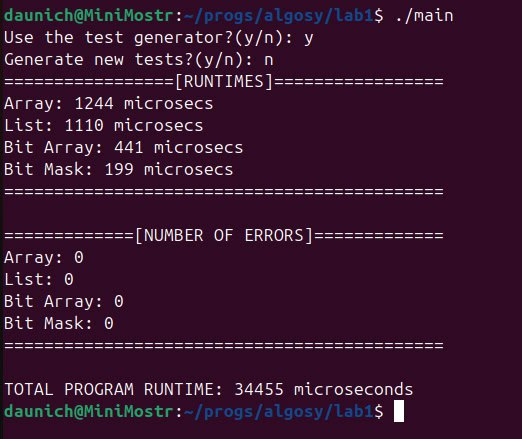 daunich@MiniMostr:~/progs/algosy/lab1$ ./main
Use the test generator?(y/n): y
Generate new tests?(y/n): n
=================[RUNTIMES]=================
Array: 1244 microsecs
List: 1110 microsecs
Bit Array: 441 microsecs
Bit Mask: 199 microsecs
============================================
=============[NUMBER OF ERRORS]=============
Array: 0
List: 0
Bit Array: 0
Bit Mask: 0
============================================
TOTAL PROGRAM RUNTIME: 34455 microseconds
daunich@MiniMostr:~/progs/algosy/lab1$